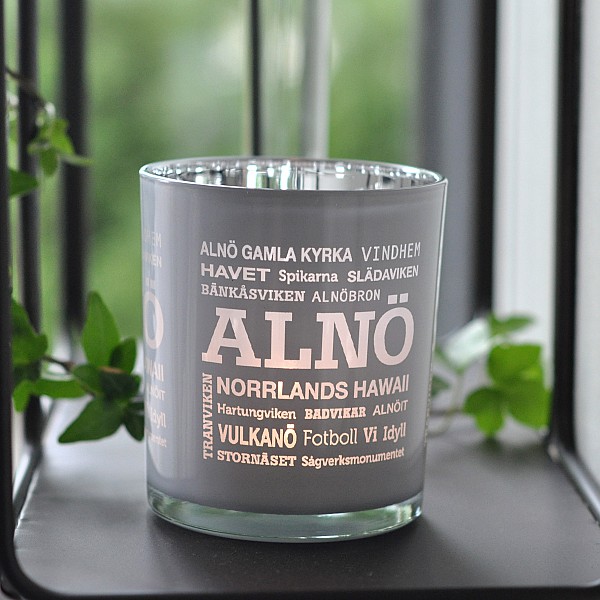 ALNÖ GAMLA KYRKA VINDHEM
HAVET Spikarna SLÄDAVIKEN
BÄNKÅSVIKEN ALNÖBRON
ALNÖ
TRANVIKEN
NORRLANDS HAWAII
Hartungviken BADVIKAR ALNÖIT
VULKANÖ Fotboll Vi Idyll
STORNÄSET Sågverksmonumentet